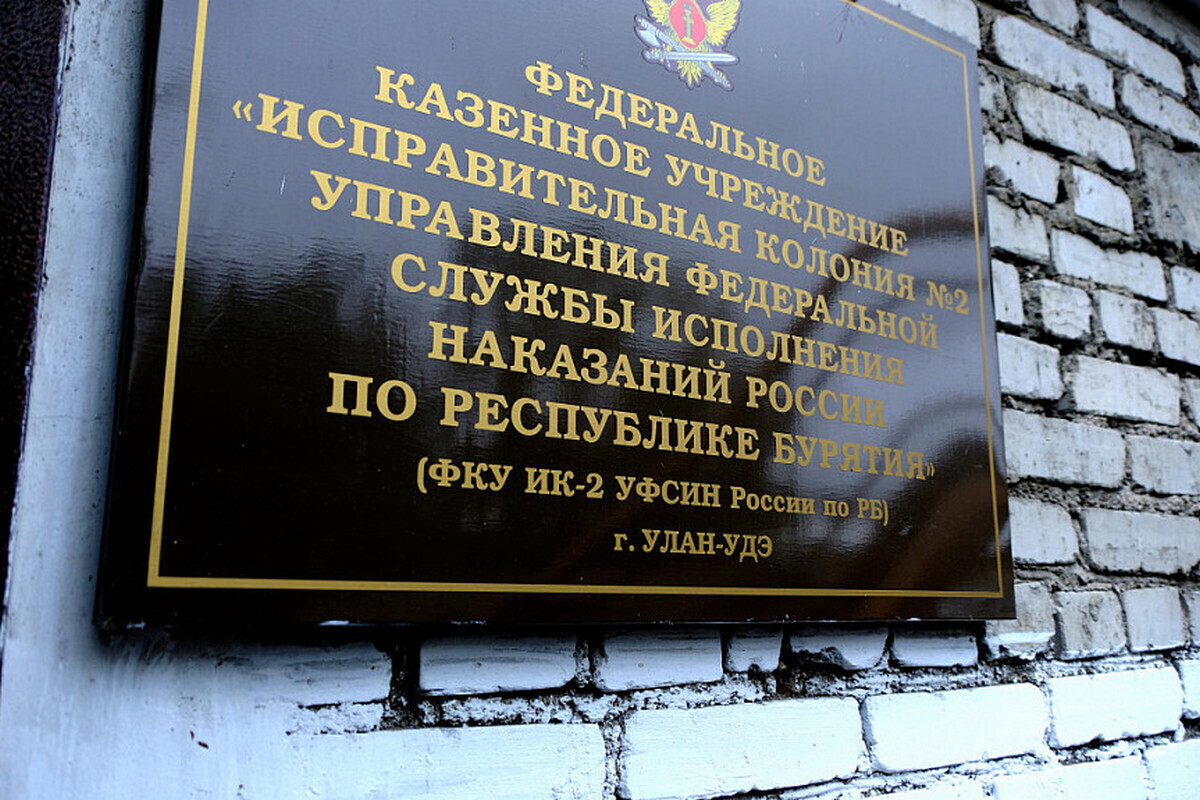 ФЕДЕРАЛЬНОЕ
КАЗЕННОЕ УЧРЕЖДЕНИЕ
«ИСПРАВИТЕЛЬНАЯ КОЛОНИЯ №2
УПРАВЛЕНИЯ ФЕДЕРАЛЬНОЙ
СЛУЖБЫ ИСПОЛНЕНИЯ
НАКАЗАНИЙ РОССИИ
ПО РЕСПУБЛИКЕ БУРЯТИЯ»
(ФКУ ИК-2 УФСИН России по РБ)
г. УЛАН-УДЭ